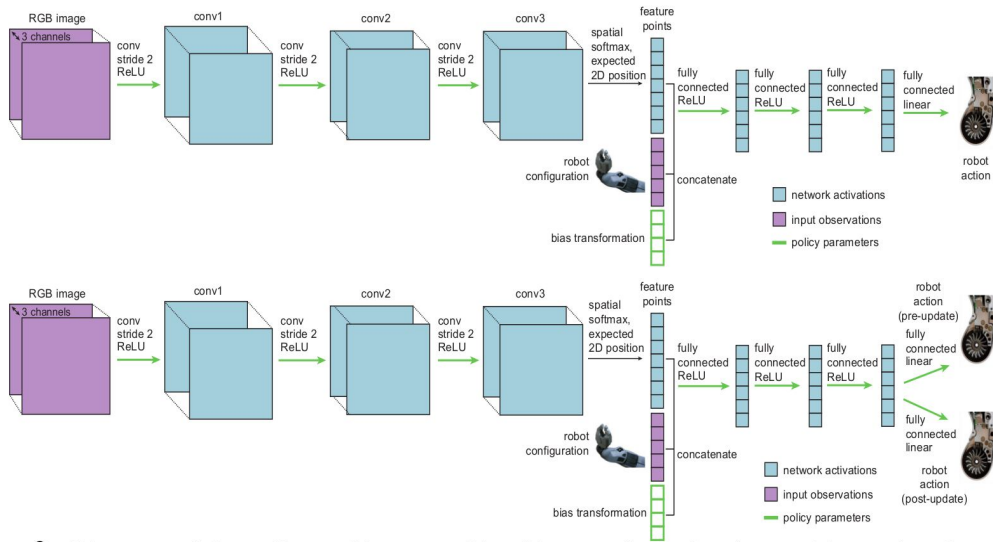 RGB image
3 channels
conv
stride 2
ReLU
conv1
conv
stride 2
ReLU
conv2
conv
stride 2
ReLU
conv3
spatial
softmax,
expected
2D position
feature
points
fully
connected
ReLU
fully
connected
ReLU
fully
connected
ReLU
fully
connected
linear
robot
action
robot
configuration
concatenate
bias transformation
network activations
input observations
policy parameters
RGB image
3 channels
conv
stride 2
ReLU
conv1
conv
stride 2
ReLU
conv2
conv
stride 2
ReLU
conv3
spatial
softmax,
expected
2D position
feature
points
fully
connected
ReLU
fully
connected
ReLU
fully
connected
ReLU
robot
action
(pre-update)
fully
connected
linear
fully
connected
linear
robot
action
(post-update)
robot
configuration
concatenate
bias transformation
network activations
input observations
policy parameters